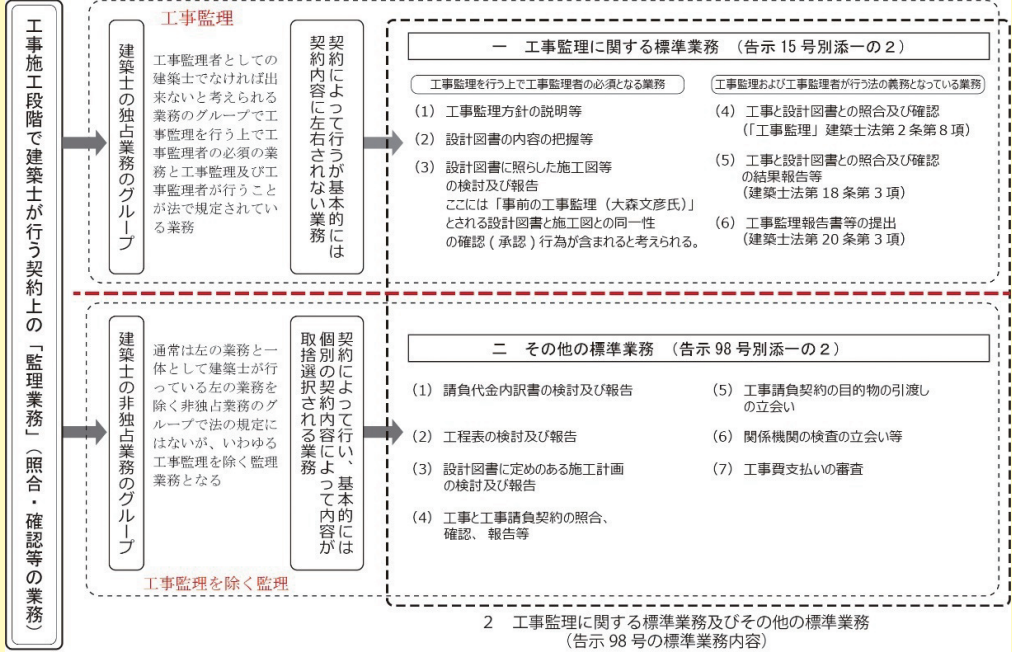 工事施工段階で建築士が行う契約上の「監理業務」（照合・確認等の業務）
工事監理
建築士の独占業務のグループ
工事監理者としての
建築士でなければ出
来ないと考えられる
業務のグループで工
事監理を行う上で工
事監理者の必須の業
務と工事監理及び工
事監理者が行うこと
が法で規定されてい
る業務
契約によって行うが基本的には
契約内容に左右されない業務
一 工事監理に関する標準業務 （告示 15 号別添一の２）
工事監理を行う上で工事監理者の必須となる業務
(1) 工事監理方針の説明等
(2) 設計図書の内容の把握等
(3) 設計図書に照らした施工図等
の検討及び報告
ここには「事前の工事監理（大森文彦氏）」
とされる設計図書と施工図との同一性
の確認 ( 承認 ) 行為が含まれると考えられる。
工事監理および工事監理者が行う法の義務となっている業務
(4) 工事と設計図書との照合及び確認
(「工事監理」建築士法第２条第８項)
(5) 工事と設計図書との照合及び確認
の結果報告等
(建築士法第 18 条第３項)
(6) 工事監理報告書等の提出
(建築士法第 20 条第３項)
建築士の非独占業務のグループ
通常は左の業務と一
体として建築士が行
っている左の業務を
除く非独占業務のグ
ループで法の規定に
はないが、いわゆる
工事監理を除く監理
業務となる
契約によって行い、基本的には
個別の契約内容によって内容が
取捨選択される業務
二 その他の標準業務 （告示 98 号別添一の２）
(1) 請負代金内訳書の検討及び報告
(2) 工程表の検討及び報告
(3) 設計図書に定めのある施工計画
の検討及び報告
(4) 工事と工事請負契約の照合、
確認、報告等
(5) 工事請負契約の目的物の引渡し
の立会い
(6) 関係機関の検査の立会い等
(7) 工事費支払いの審査
工事監理を除く監理
２ 工事監理に関する標準業務及びその他の標準業務
（告示 98 号の標準業務内容）